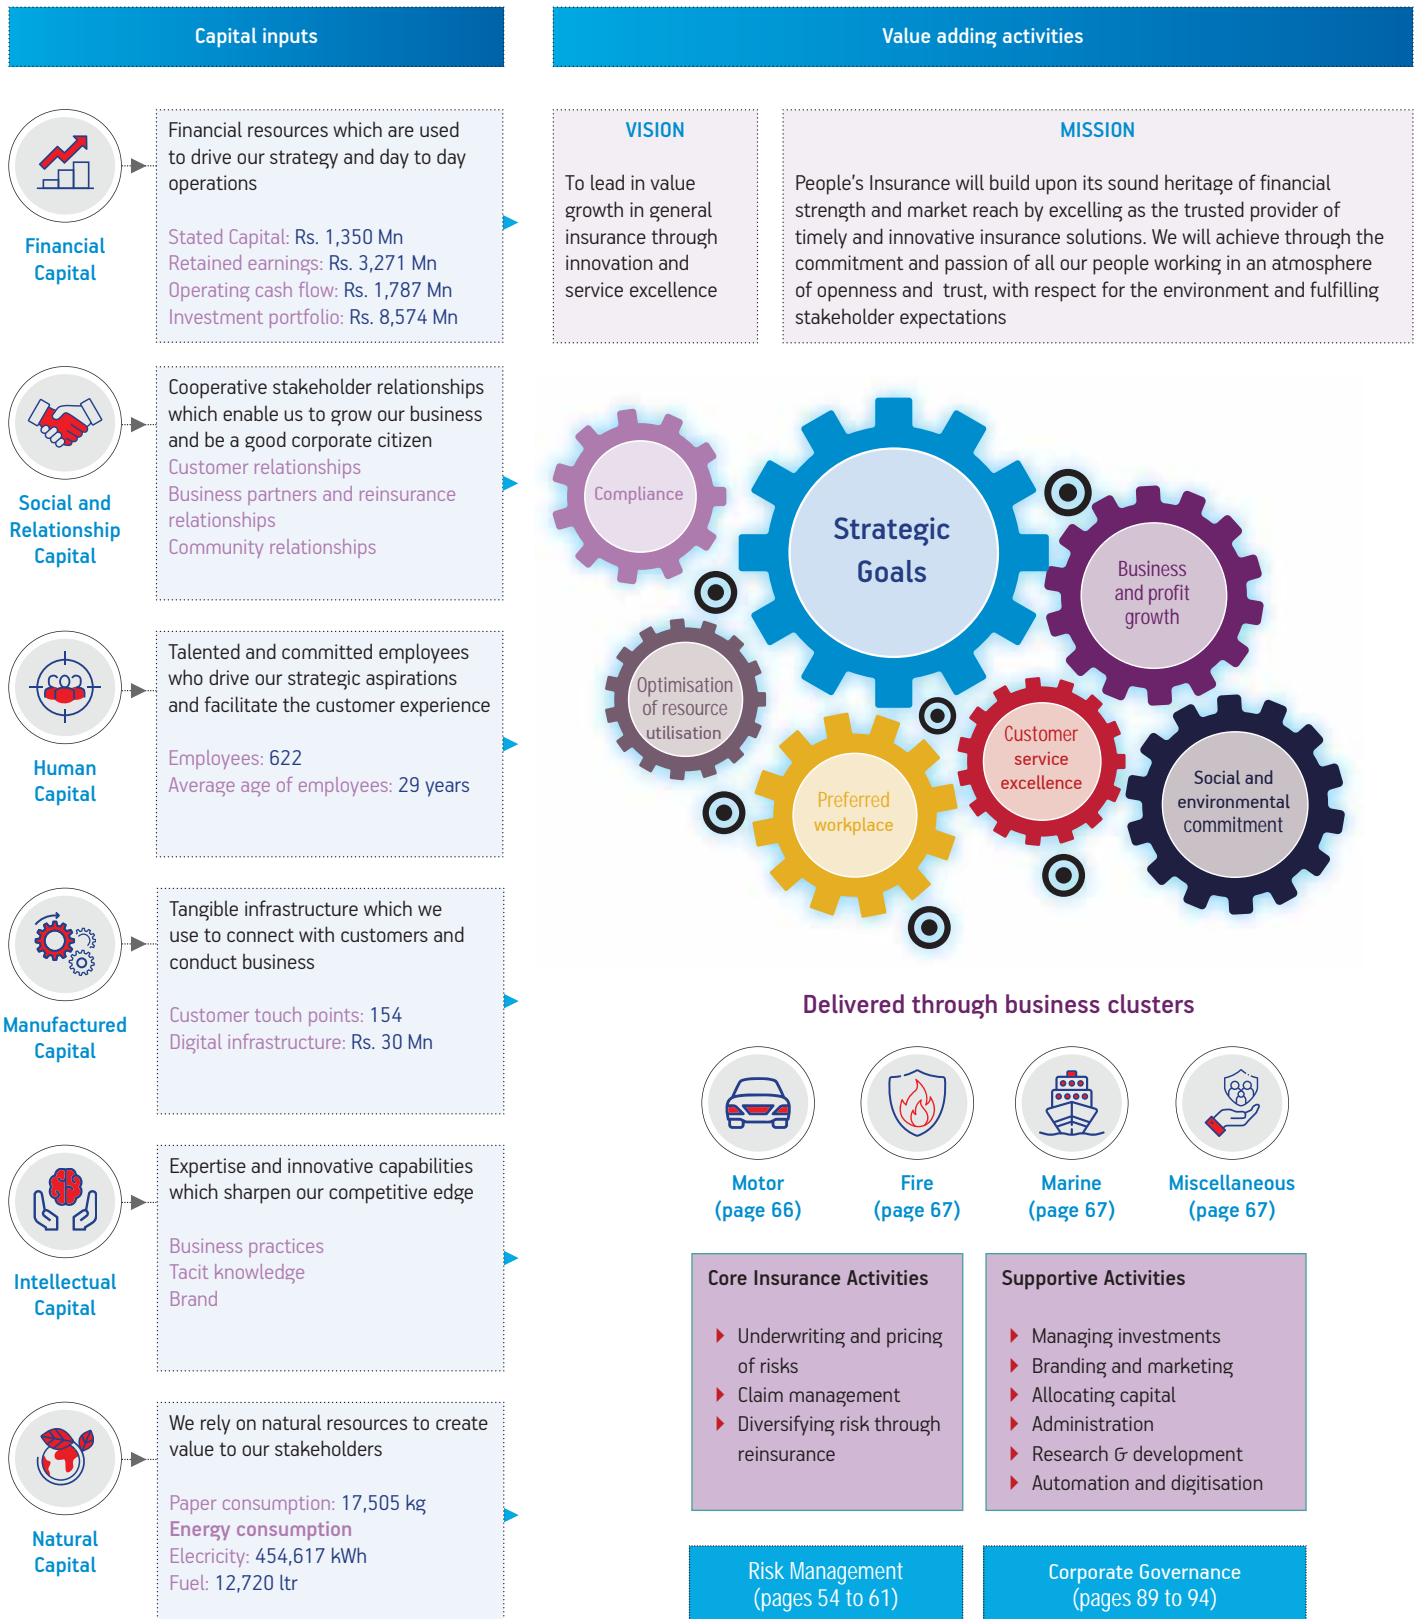 Capital inputs
Value adding activities
Financial
Capital
Financial resources which are used
to drive our strategy and day to day
operations
Stated Capital: Rs. 1,350 Mn
Retained earnings: Rs. 3,271 Mn
Operating cash flow: Rs. 1,787 Mn
Investment portfolio: Rs. 8,574 Mn
Social and
Relationship
Capital
Cooperative stakeholder relationships
which enable us to grow our business
and be a good corporate citizen
Customer relationships
Business partners and reinsurance
relationships
Community relationships
Human
Capital
Talented and committed employees
who drive our strategic aspirations
and facilitate the customer experience
Employees: 622
Average age of employees: 29 years
Manufactured
Capital
Tangible infrastructure which we
use to connect with customers and
conduct business
Customer touch points: 154
Digital infrastructure: Rs. 30 Mn
Intellectual
Capital
Expertise and innovative capabilities
which sharpen our competitive edge
Business practices
Tacit knowledge
Brand
Natural
Capital
We rely on natural resources to create
value to our stakeholders
Paper consumption: 17,505 kg
Energy consumption
Elecricity: 454,617 kWh
Fuel: 12,720 ltr
VISION
To lead in value
growth in general
insurance through
innovation and
service excellence
MISSION
People's Insurance will build upon its sound heritage of financial
strength and market reach by excelling as the trusted provider of
timely and innovative insurance solutions. We will achieve through the
commitment and passion of all our people working in an atmosphere
of openness and trust, with respect for the environment and fulfilling
stakeholder expectations
Compliance
Strategic
Goals
Business
and profit
growth
Optimisation
of resource
utilisation
Preferred
workplace
Customer
service
excellence
Social and
environmental
commitment
Delivered through business clusters
Motor
(page 66)
Fire
(page 67)
Marine
(page 67)
Miscellaneous
(page 67)
Core Insurance Activities
Underwriting and pricing
of risks
Claim management
Diversifying risk through
reinsurance
Supportive Activities
Managing investments
Branding and marketing
Allocating capital
Administration
Research & development
Automation and digitisation
Risk Management
(pages 54 to 61)
Corporate Governance
(pages 89 to 94)